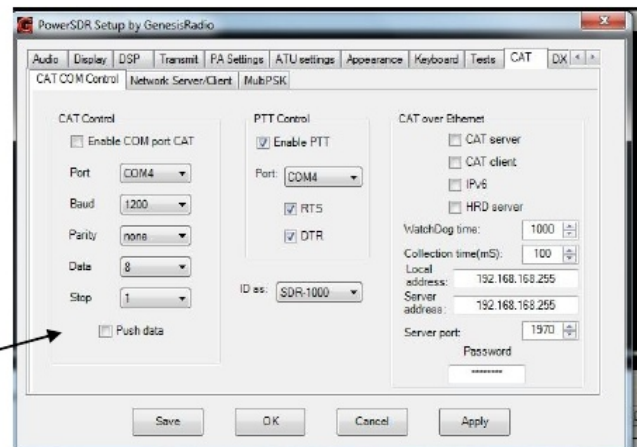 PowerSDR Setup by GenesisRadio
Audio Display DSP Transmit PA Settings ATU settings Appearance Keyboard Tests CAT DX
CAT COM Control Network Server/Client MultiPSK
CAT Control
Enable COM port CAT
Port COM4
Baud 1200
Parity none
Data 8
Stop 1
Push data
PTT Control
Enable PTT
Port: COM4
RTS
DTR
ID as: SDR-1000
CAT over Ethernet
CAT server
CAT client
IPv6
HRD server
WatchDog time: 1000
Collection time(mS): 100
Local address: 192.168.168.255
Server address: 192.168.168.255
Server port: 1970
Password
********
Save OK Cancel Apply